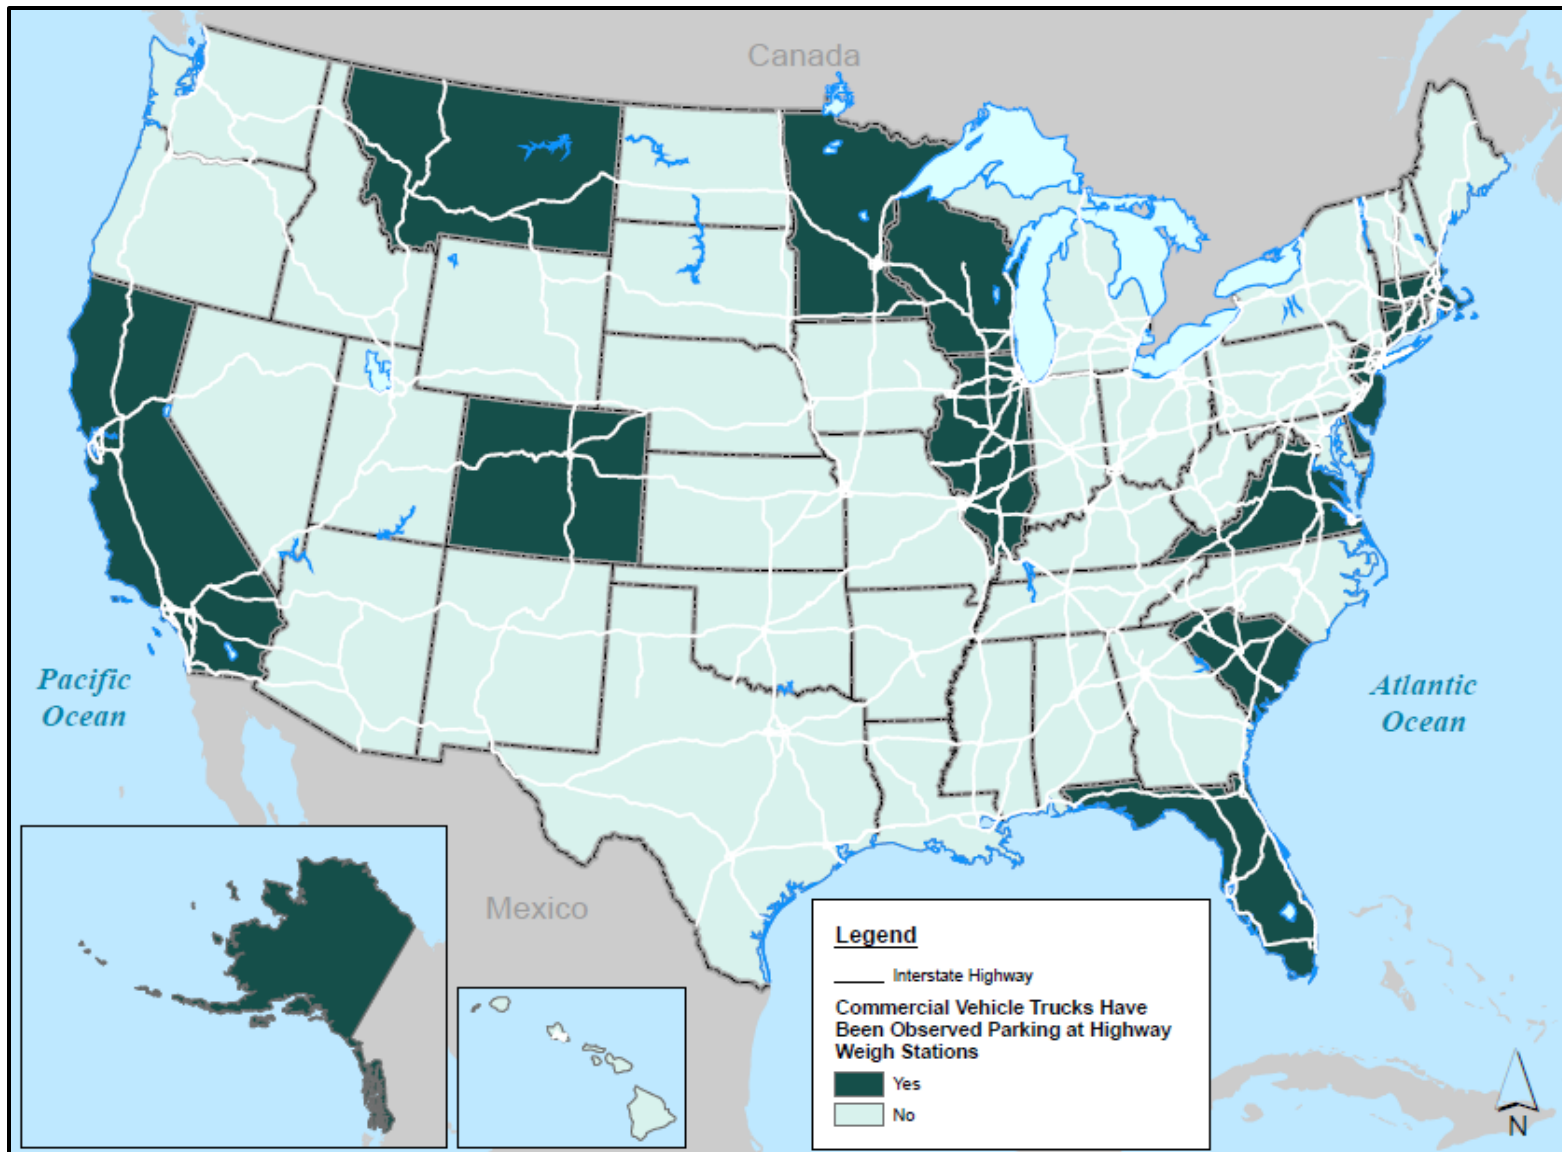 Canada
Pacific
Ocean
Atlantic
Ocean
Mexico
Legend
Interstate Highway
Commercial Vehicle Trucks Have
Been Observed Parking at Highway
Weigh Stations
Yes
No
N